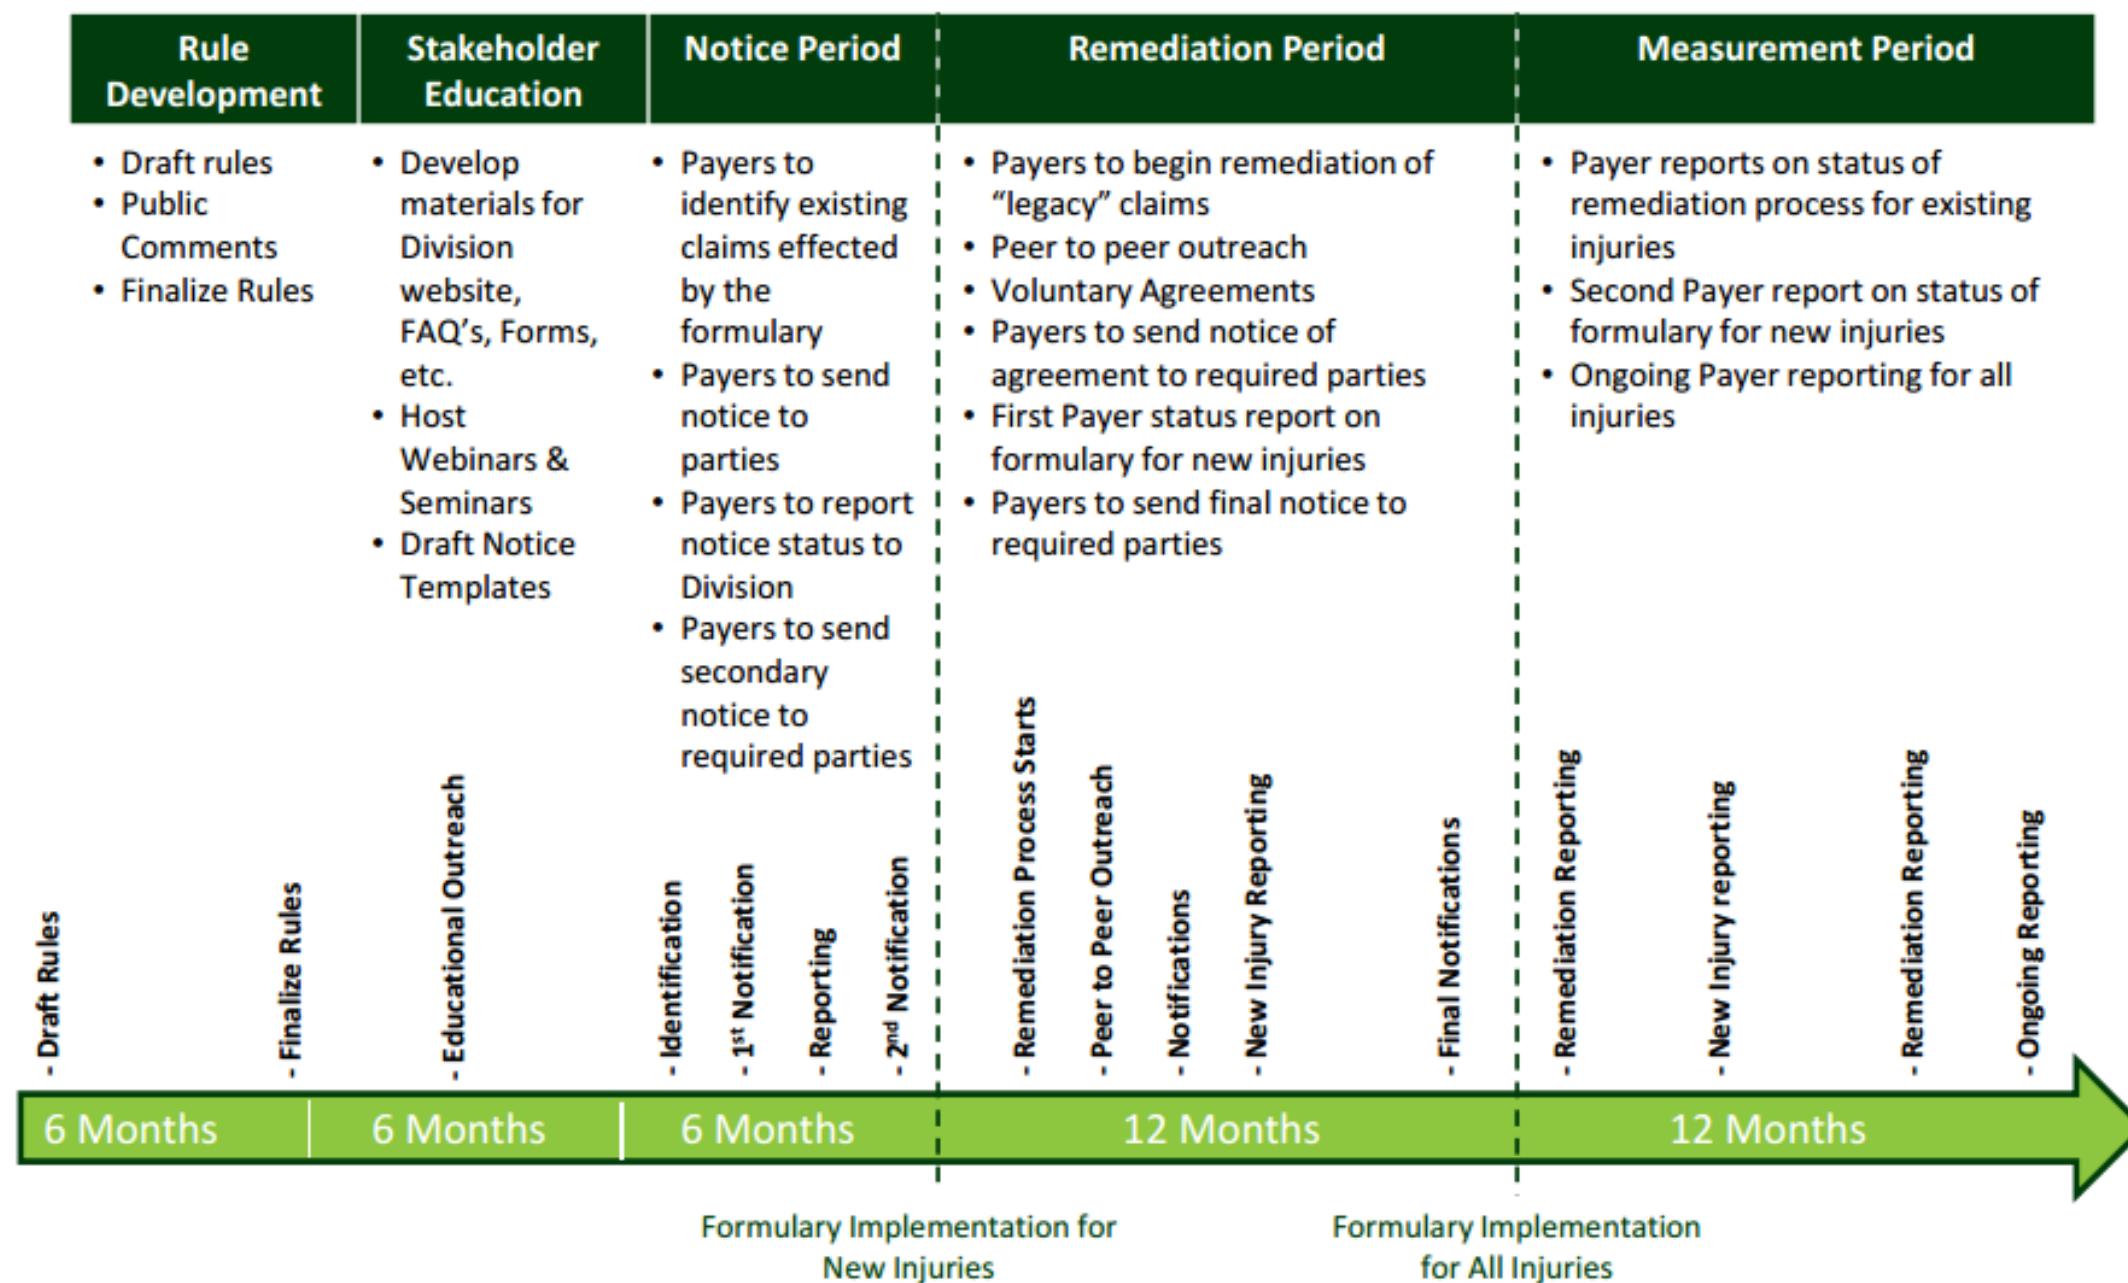 Rule
Development
Stakeholder
Education
Notice Period
Remediation Period
Measurement Period
• Draft rules
• Public
Comments
• Finalize Rules
• Develop
materials for
Division
website,
FAQ's, Forms,
etc.
• Host
Webinars &
Seminars
• Draft Notice
Templates
• Payers to
identify existing
claims effected
by the
formulary
• Payers to send
notice to
parties
• Payers to report
notice status to
Division
• Payers to send
secondary
notice to
required parties
• Payers to begin remediation of
“legacy” claims
• Peer to peer outreach
• Voluntary Agreements
• Payers to send notice of
agreement to required parties
• First Payer status report on
formulary for new injuries
• Payers to send final notice to
required parties
• Payer reports on status of
remediation process for existing
injuries
• Second Payer report on status of
formulary for new injuries
• Ongoing Payer reporting for all
injuries
- Draft Rules
- Finalize Rules
- Educational Outreach
- Identification
- 1st Notification
- Reporting
- 2nd Notification
- Remediation Process Starts
- Peer to Peer Outreach
- Notifications
- New Injury Reporting
- Final Notifications
- Remediation Reporting
- New Injury reporting
- Remediation Reporting
- Ongoing Reporting
6 Months
6 Months
6 Months
12 Months
12 Months
Formulary Implementation for
New Injuries
Formulary Implementation
for All Injuries